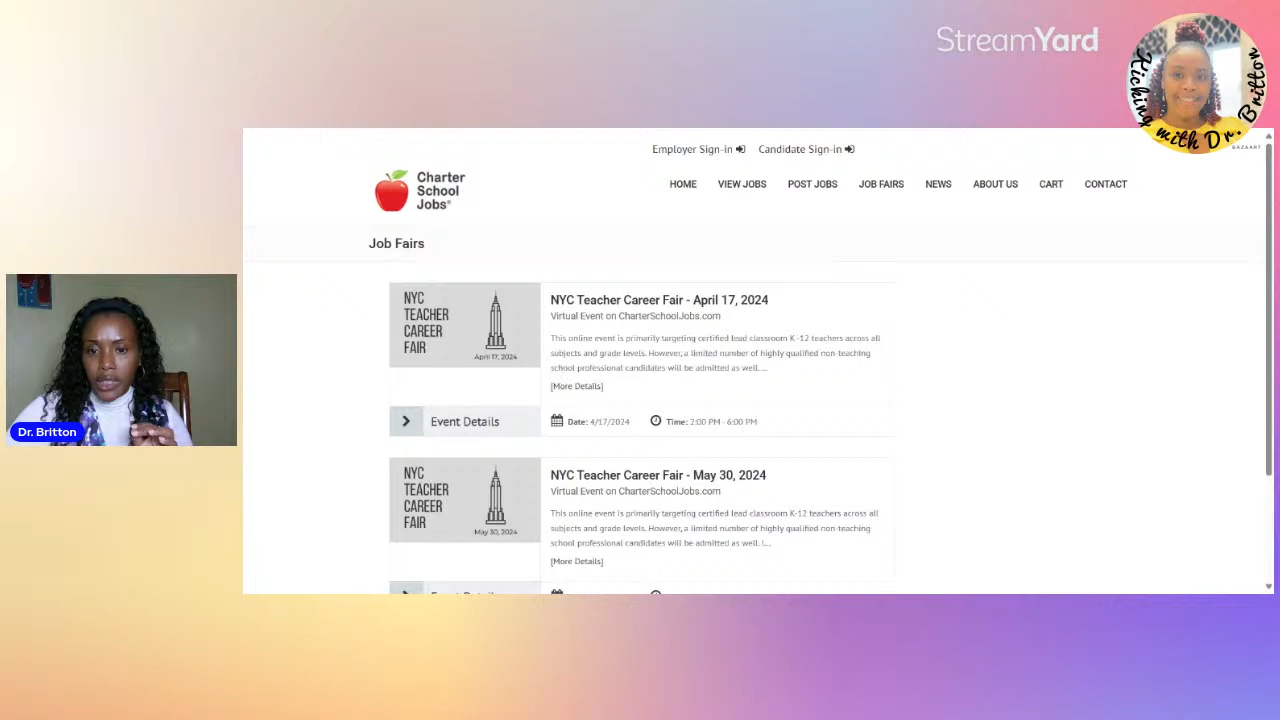 StreamYard
Kicking with Dr. Britton
BAZAART
Employer Sign-in Candidate Sign-in
Charter
School
Jobs®
HOME VIEW JOBS POST JOBS JOB FAIRS NEWS ABOUT US CART CONTACT
Job Fairs
NYC
TEACHER
CAREER
FAIR
April 17, 2024
NYC Teacher Career Fair - April 17, 2024
Virtual Event on CharterSchoolJobs.com
This online event is primarily targeting certified lead classroom K -12 teachers across all
subjects and grade levels. However, a limited number of highly qualified non-teaching
school professional candidates will be admitted as well. ...
[More Details]
Event Details
Date: 4/17/2024 Time: 2:00 PM - 6:00 PM
Dr. Britton
NYC
TEACHER
CAREER
FAIR
May 30, 2024
NYC Teacher Career Fair - May 30, 2024
Virtual Event on CharterSchoolJobs.com
This online event is primarily targeting certified lead classroom K-12 teachers across all
subjects and grade levels. However, a limited number of highly qualified non-teaching
school professional candidates will be admitted as well. I...
[More Details]